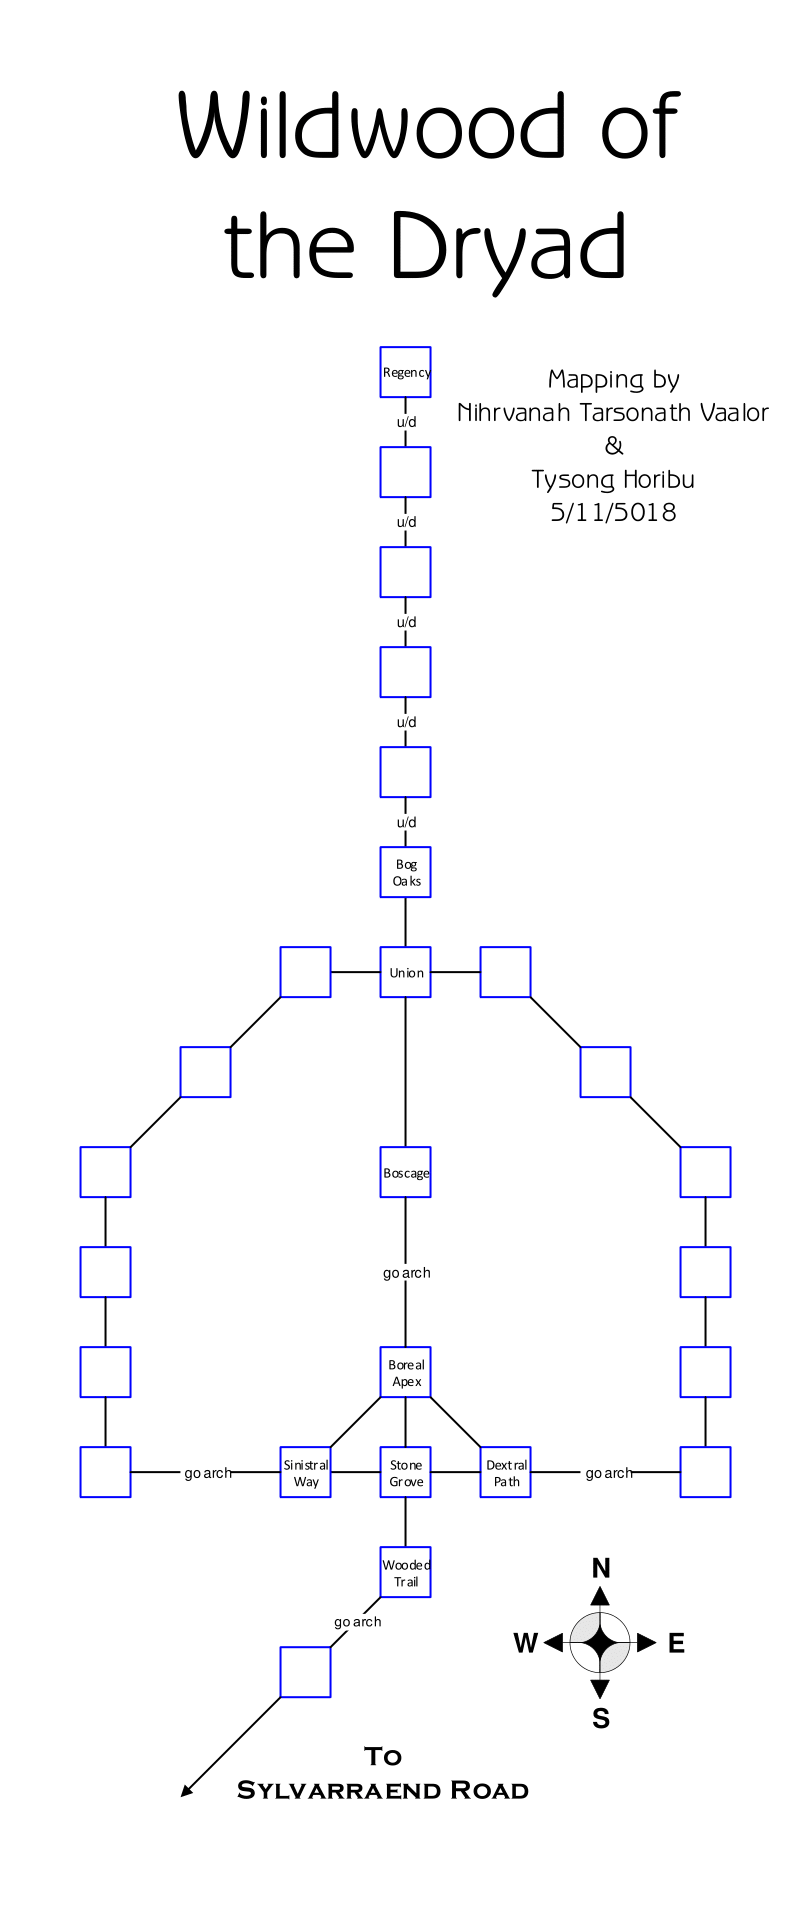 Wildwood of
the Dryad
Regency
Mapping by
Nihrvanah Tarsonath Vaalor
&
Tysong Horibu
5/11/5018
u/d
u/d
u/d
u/d
u/d
Bog
Oaks
Union
Boscage
go arch
Boreal
Apex
go arch
Sinistral
Way
Stone
Grove
Dextral
Path
go arch
Wooded
Trail
go arch
N
W
E
S
To
Sylvarraend Road